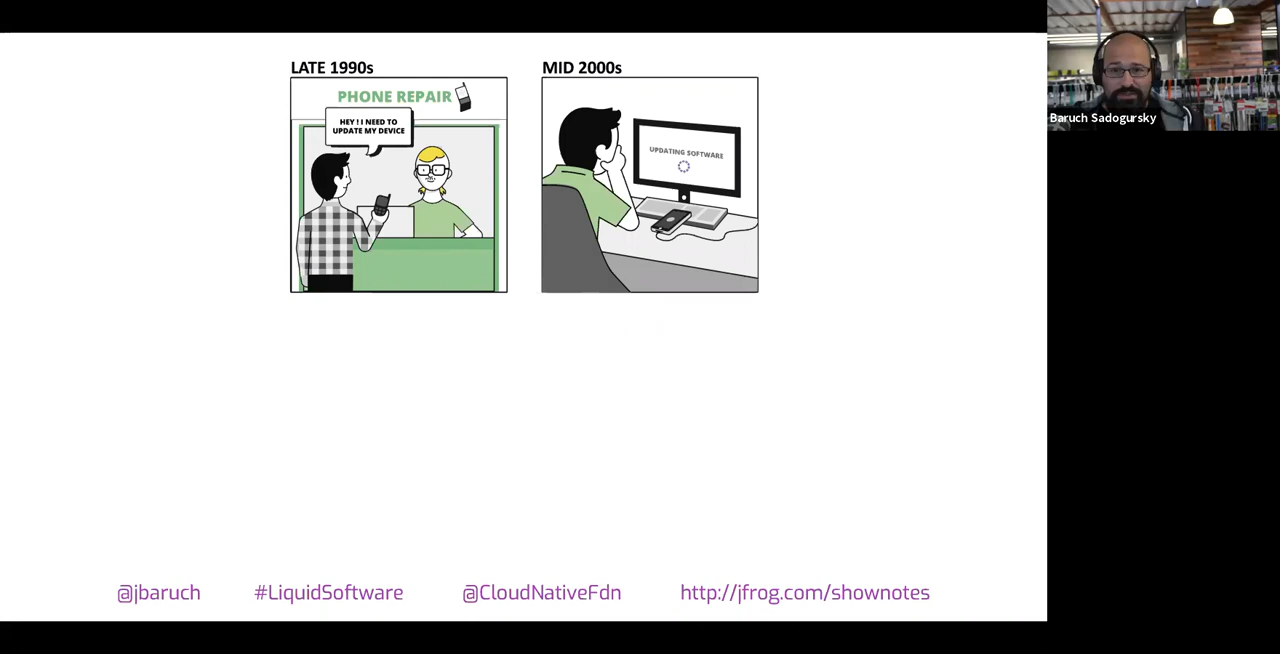 LATE 1990s
PHONE REPAIR
HEY ! I NEED TO
UPDATE MY DEVICE
MID 2000s
UPDATING SOFTWARE
Baruch Sadogursky
@jbaruch
#LiquidSoftware
@CloudNativeFdn
http://jfrog.com/shownotes